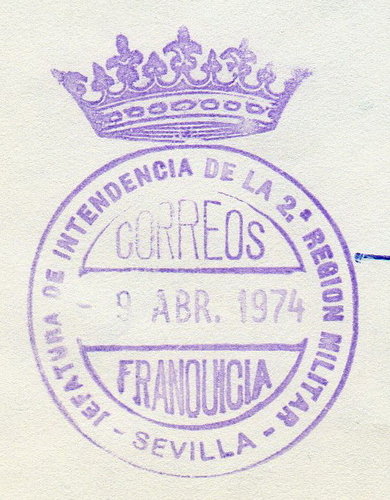 JEFATURA DE INTENDENCIA DE LA 2.ª REGION MILITAR
CORREOS
- 9 ABR. 1974
FRANQUICIA
- SEVILLA -